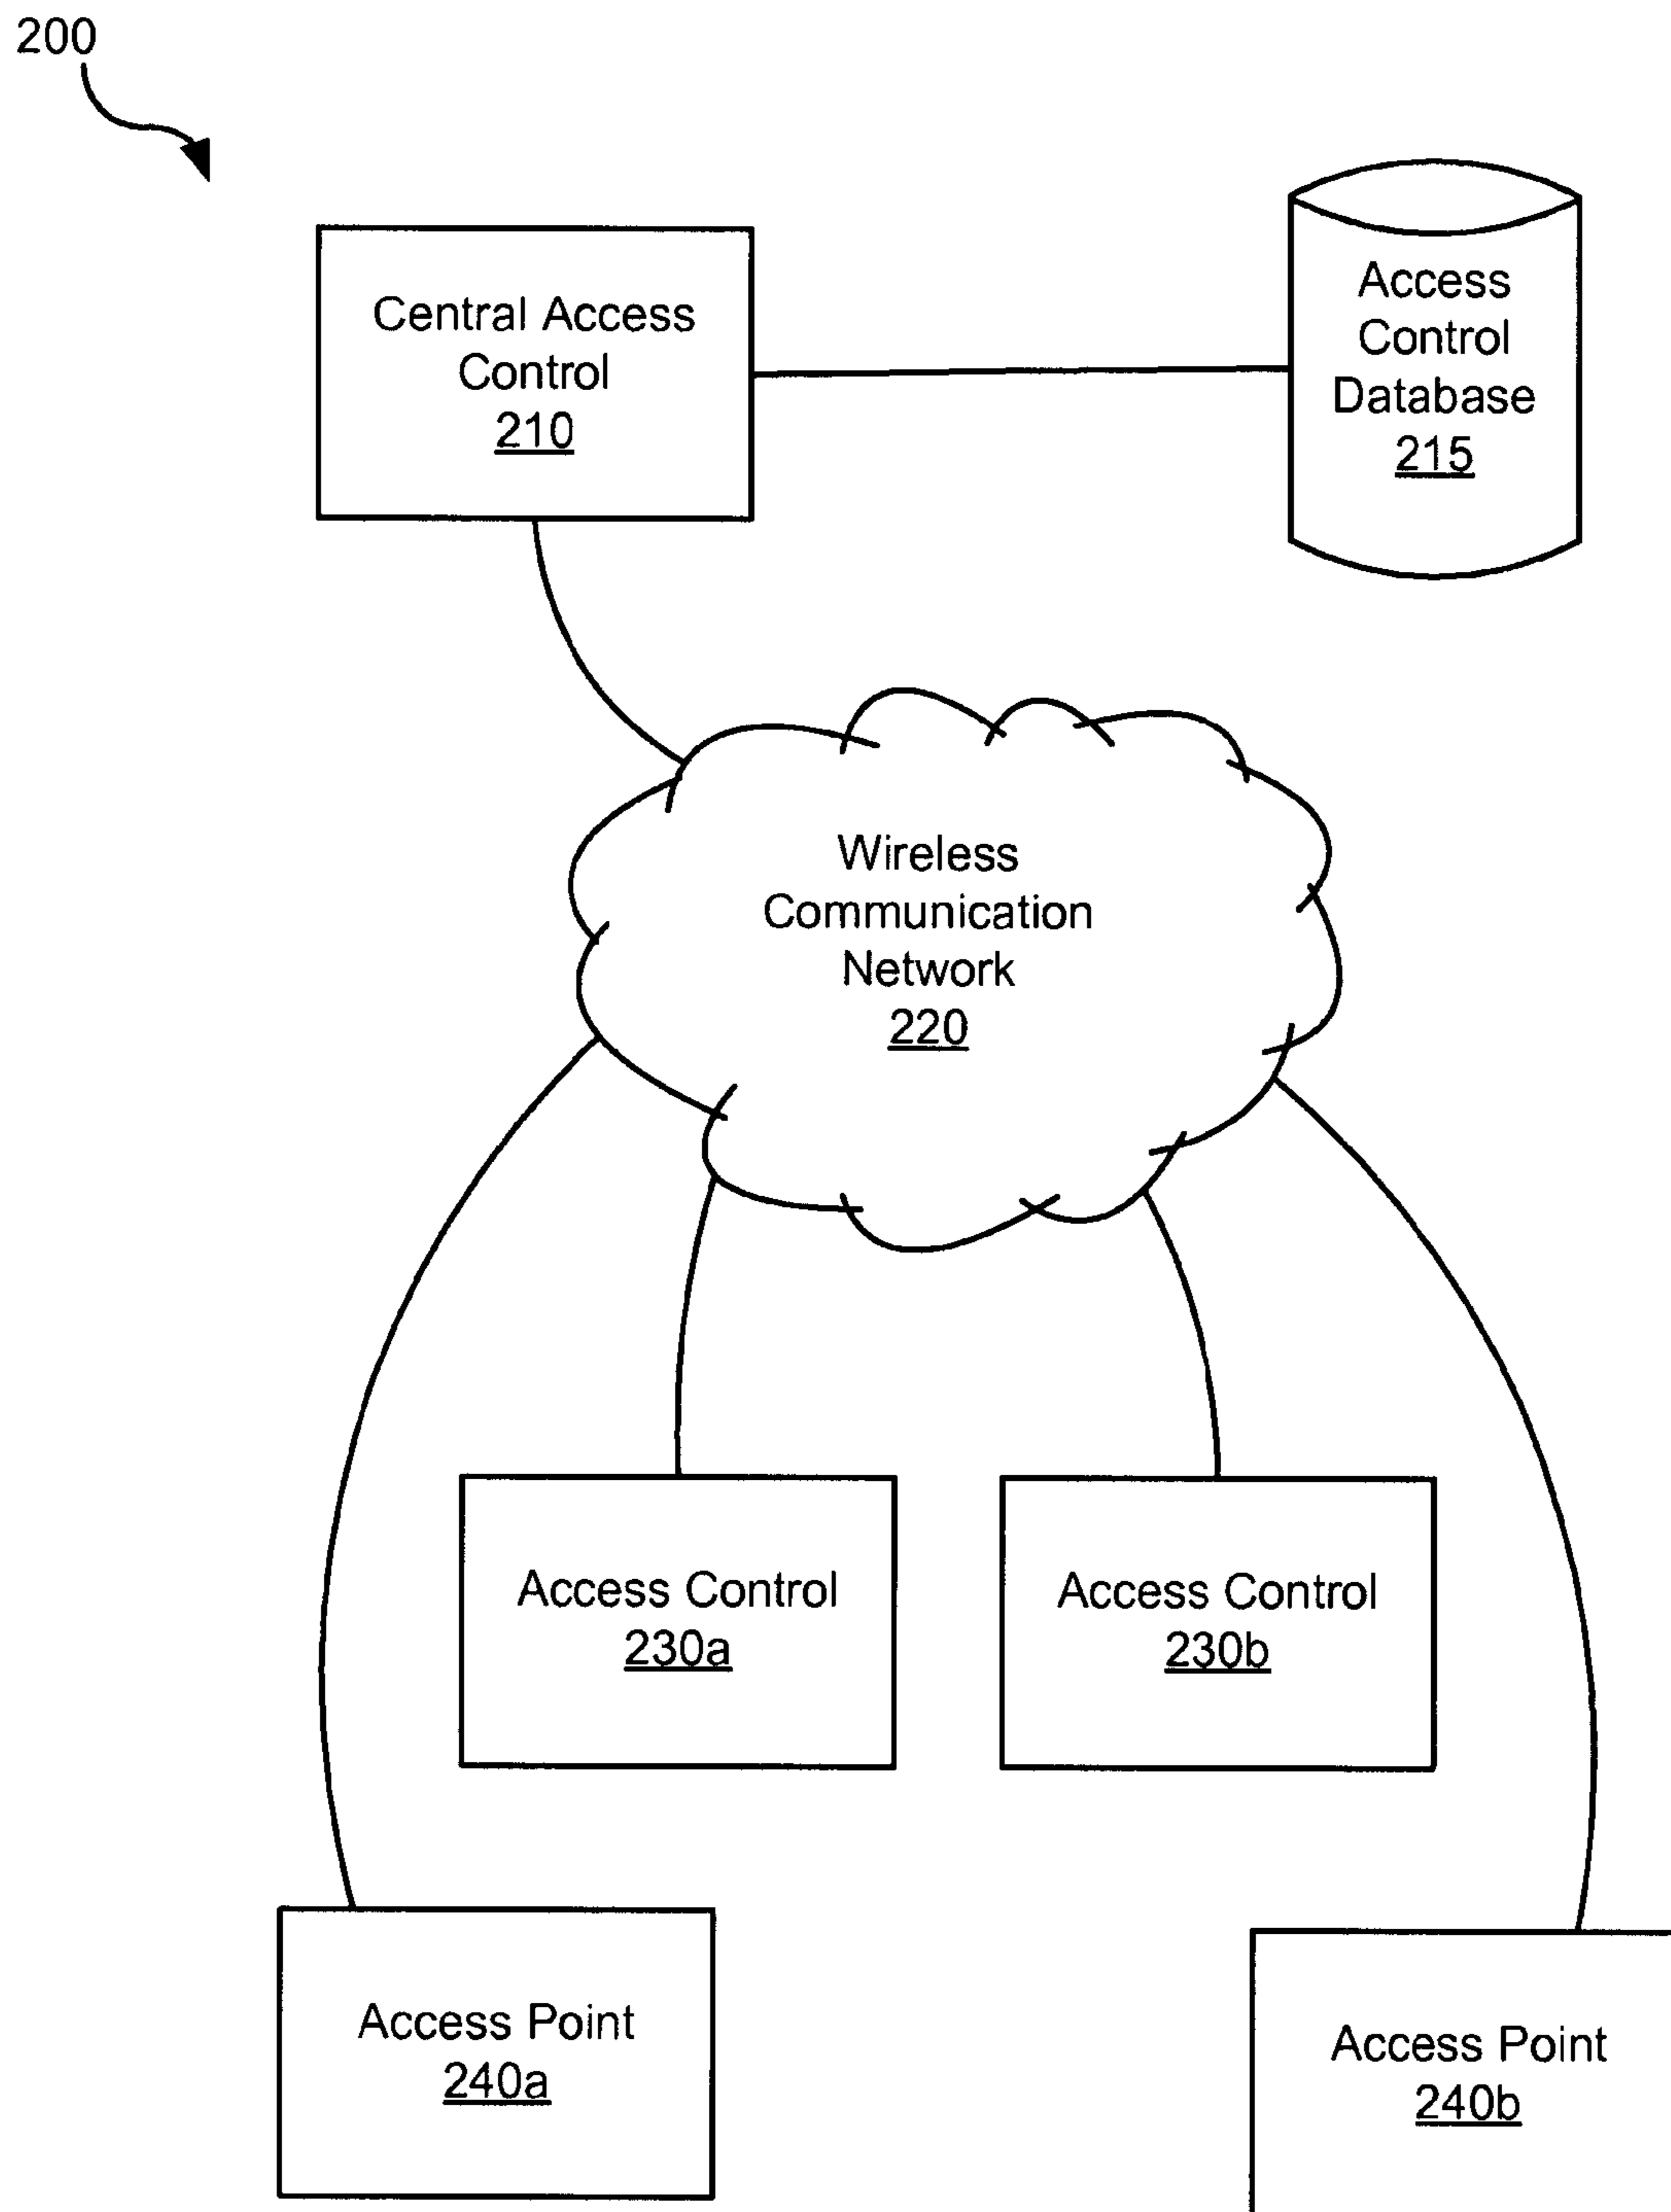 200
Central Access
Control
210
Access
Control
Database
215
Wireless
Communication
Network
220
Access Control
230a
Access Control
230b
Access Point
240a
Access Point
240b